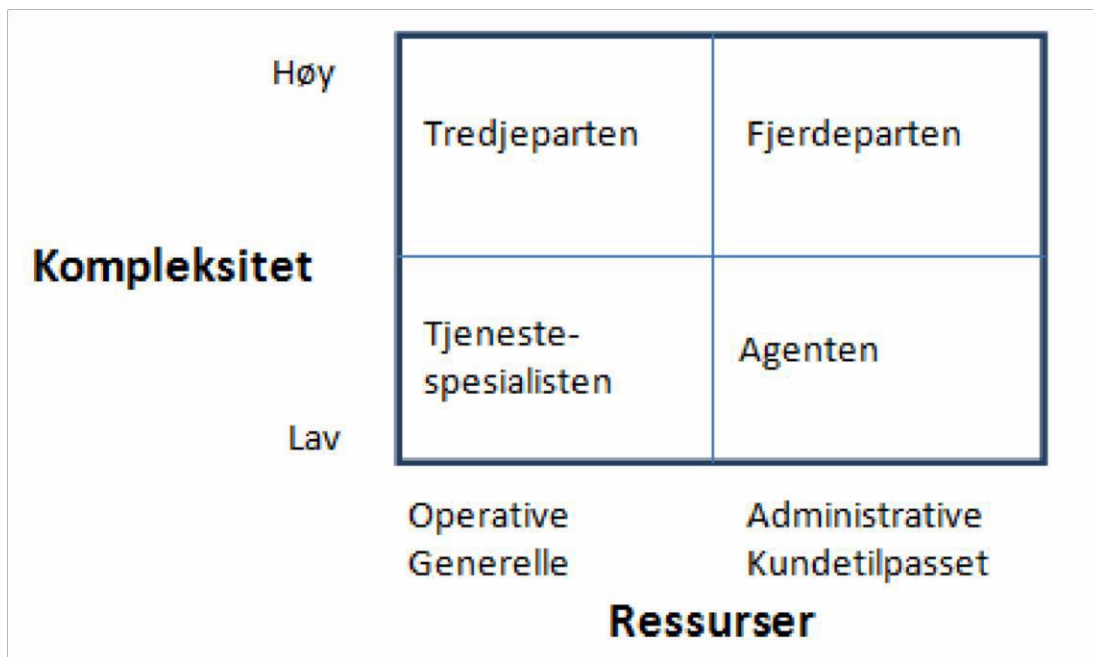 Høy
Tredjeparten
Fjerdeparten
Kompleksitet
Tjeneste-
spesialisten
Agenten
Lav
Operative
Generelle
Administrative
Kundetilpasset
Ressurser